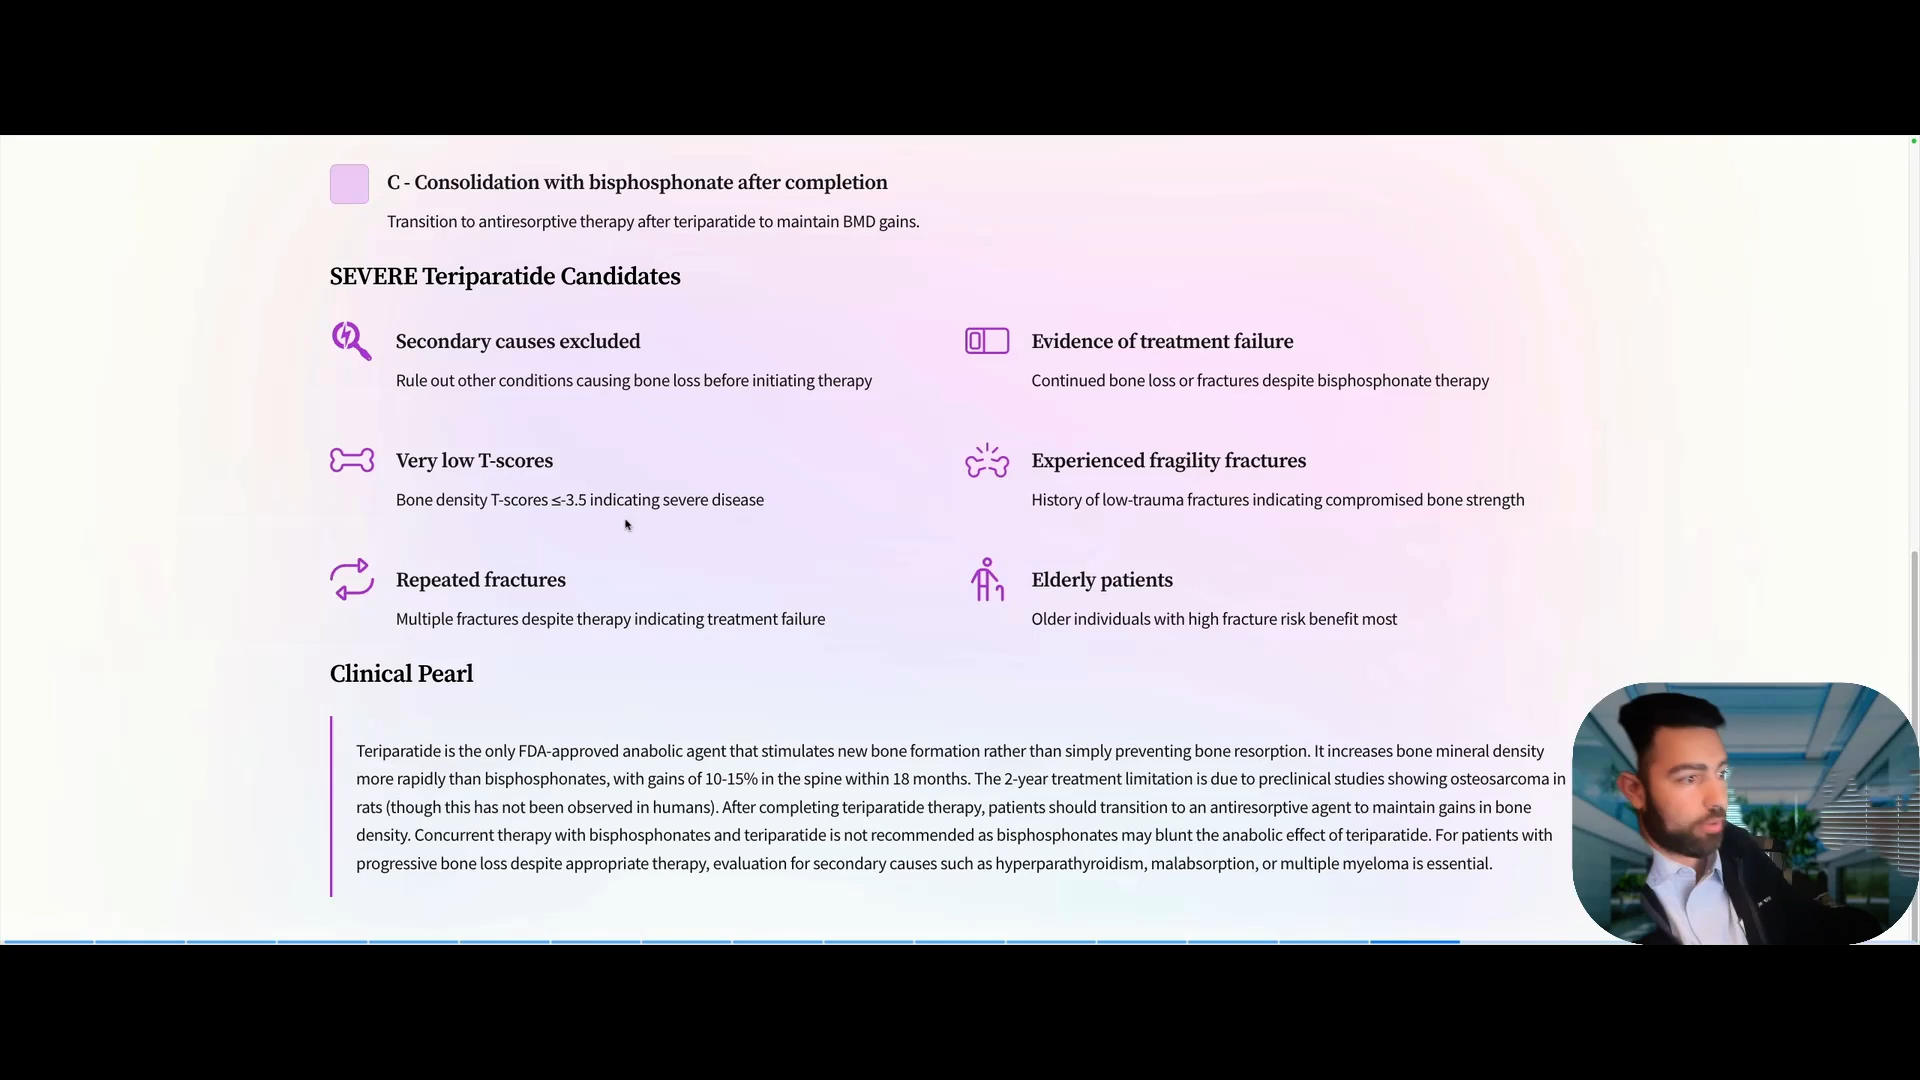 C - Consolidation with bisphosphonate after completion
Transition to antiresorptive therapy after teriparatide to maintain BMD gains.
SEVERE Teriparatide Candidates
Secondary causes excluded
Rule out other conditions causing bone loss before initiating therapy
Evidence of treatment failure
Continued bone loss or fractures despite bisphosphonate therapy
Very low T-scores
Bone density T-scores ≤-3.5 indicating severe disease
Experienced fragility fractures
History of low-trauma fractures indicating compromised bone strength
Repeated fractures
Multiple fractures despite therapy indicating treatment failure
Elderly patients
Older individuals with high fracture risk benefit most
Clinical Pearl
Teriparatide is the only FDA-approved anabolic agent that stimulates new bone formation rather than simply preventing bone resorption. It increases bone mineral density
more rapidly than bisphosphonates, with gains of 10-15% in the spine within 18 months. The 2-year treatment limitation is due to preclinical studies showing osteosarcoma in
rats (though this has not been observed in humans). After completing teriparatide therapy, patients should transition to an antiresorptive agent to maintain gains in bone
density. Concurrent therapy with bisphosphonates and teriparatide is not recommended as bisphosphonates may blunt the anabolic effect of teriparatide. For patients with
progressive bone loss despite appropriate therapy, evaluation for secondary causes such as hyperparathyroidism, malabsorption, or multiple myeloma is essential.